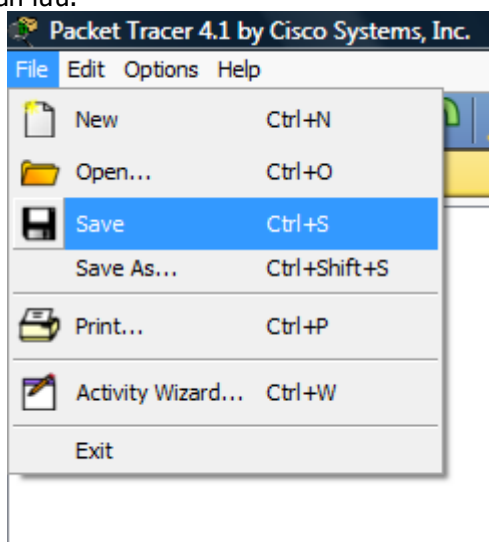 lưu.
Packet Tracer 4.1 by Cisco Systems, Inc.
File Edit Options Help
New Ctrl+N
Open... Ctrl+O
Save Ctrl+S
Save As... Ctrl+Shift+S
Print... Ctrl+P
Activity Wizard... Ctrl+W
Exit